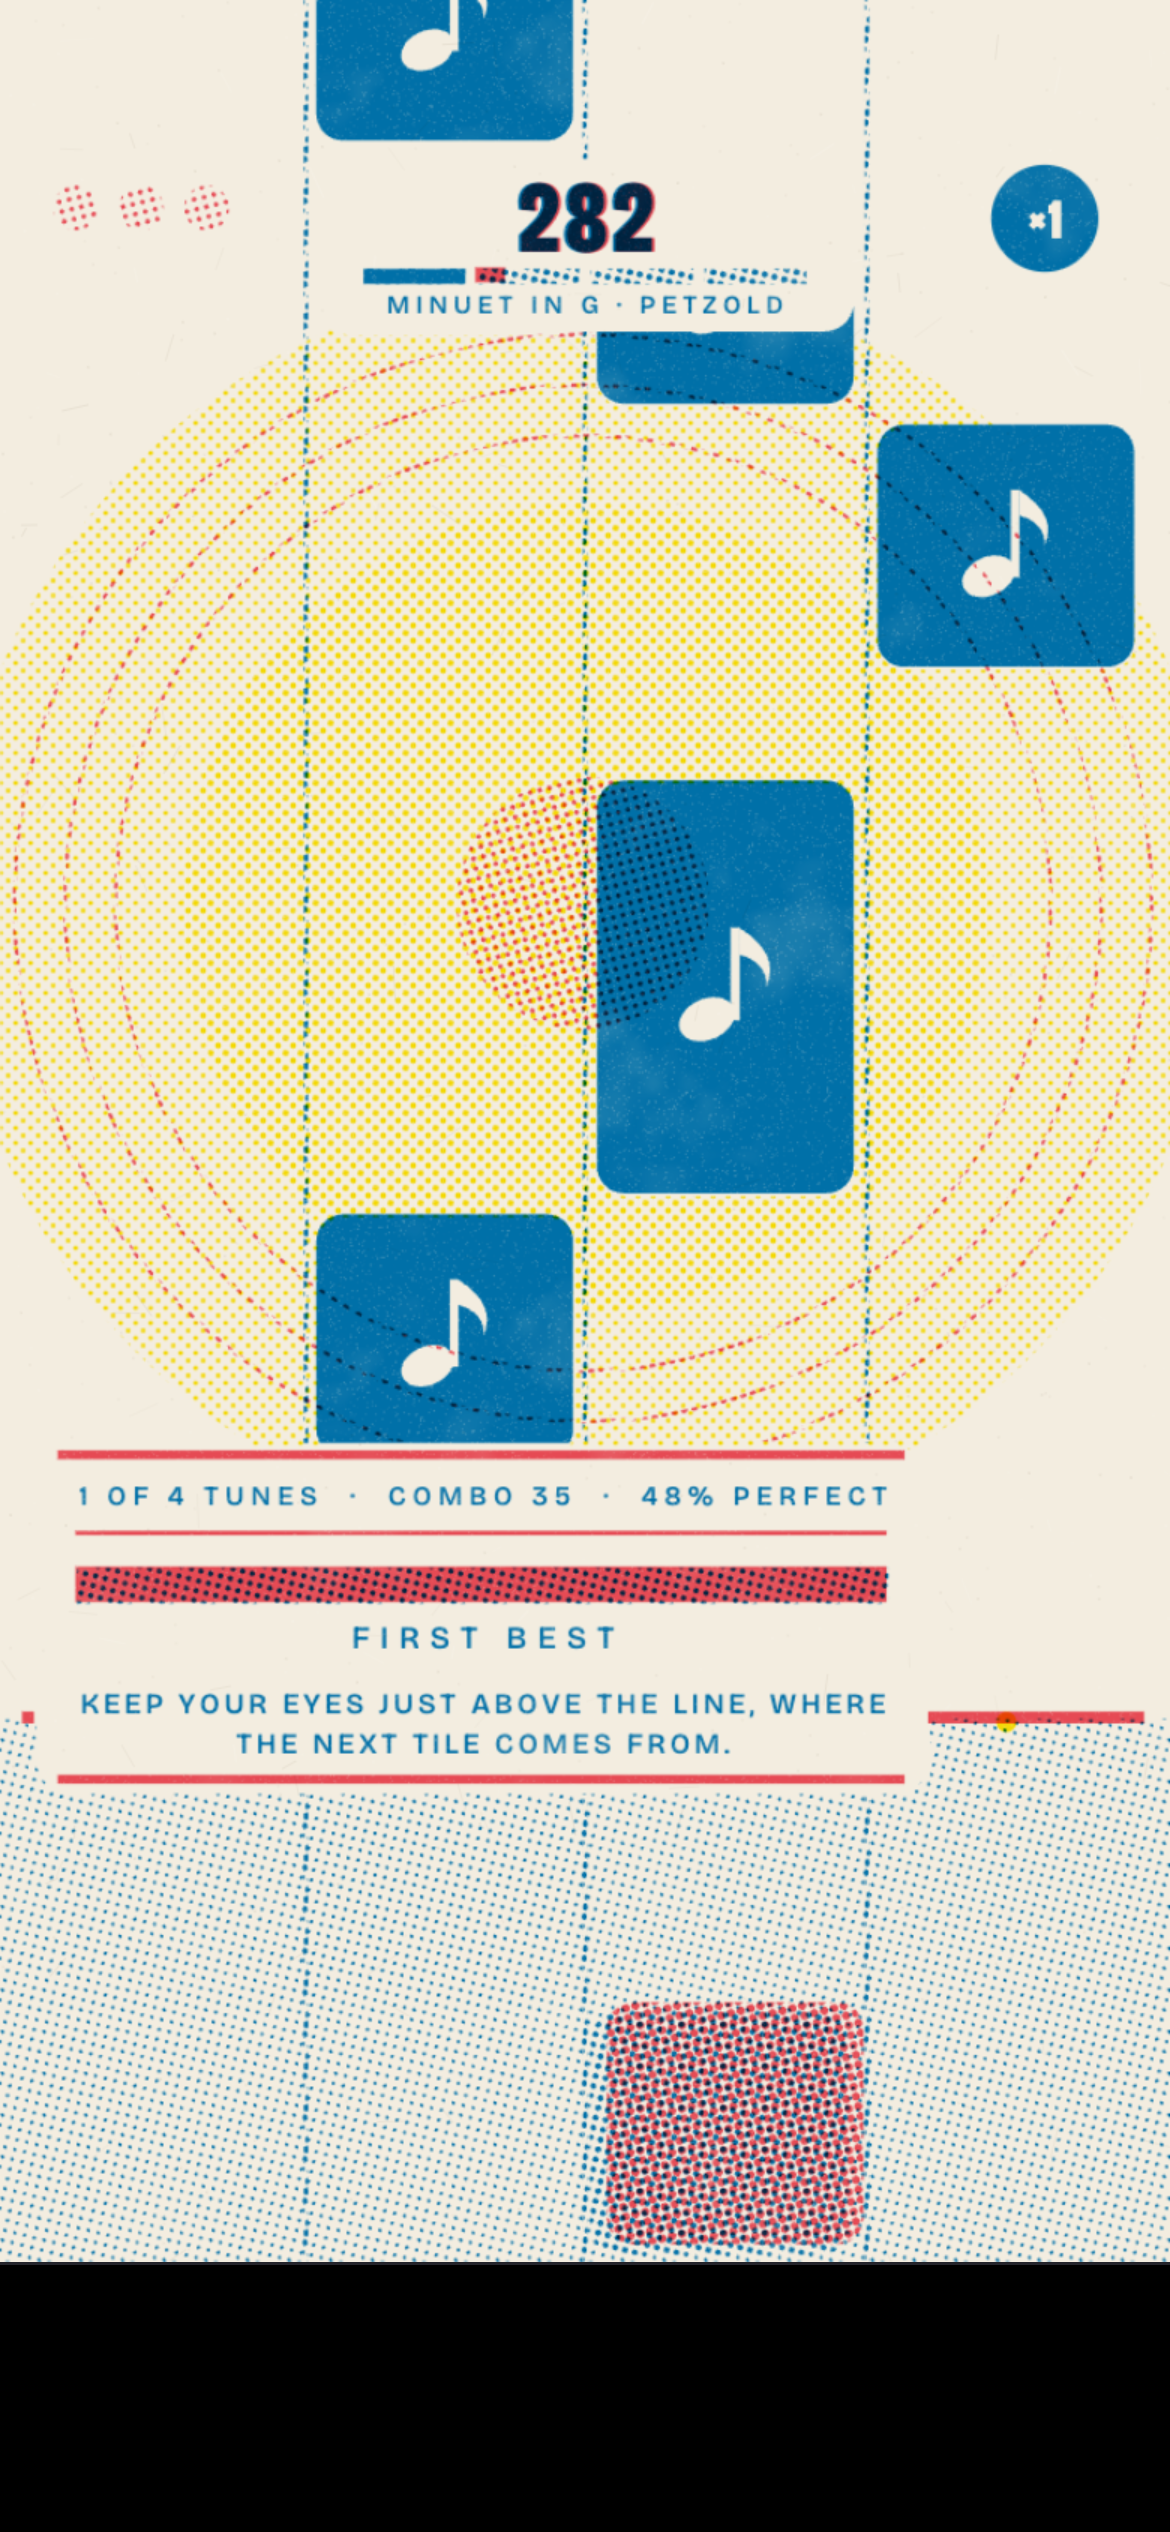 282
×1
MINUET IN G · PETZOLD
1 OF 4 TUNES · COMBO 35 · 48% PERFECT
FIRST BEST
KEEP YOUR EYES JUST ABOVE THE LINE, WHERE
THE NEXT TILE COMES FROM.